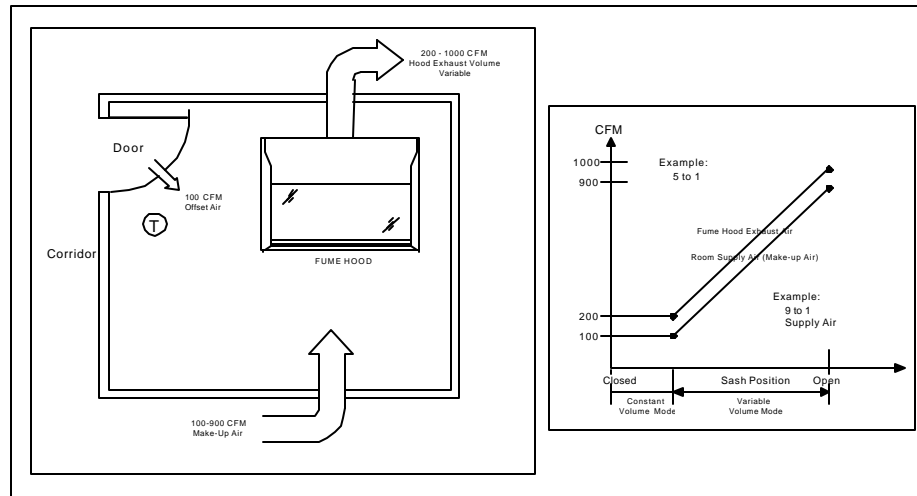 200 - 1000 CFM
Hood Exhaust Volume
Variable
Door
100 CFM
Offset Air
T
Corridor
FUME HOOD
100-900 CFM
Make-Up Air
CFM
1000
900
200
100
Example:
5 to 1
Fume Hood Exhaust Air
Room Supply Air (Make-up Air)
Example:
9 to 1
Supply Air
Closed
Sash Position
Open
Constant
Volume Mode
Variable
Volume Mode